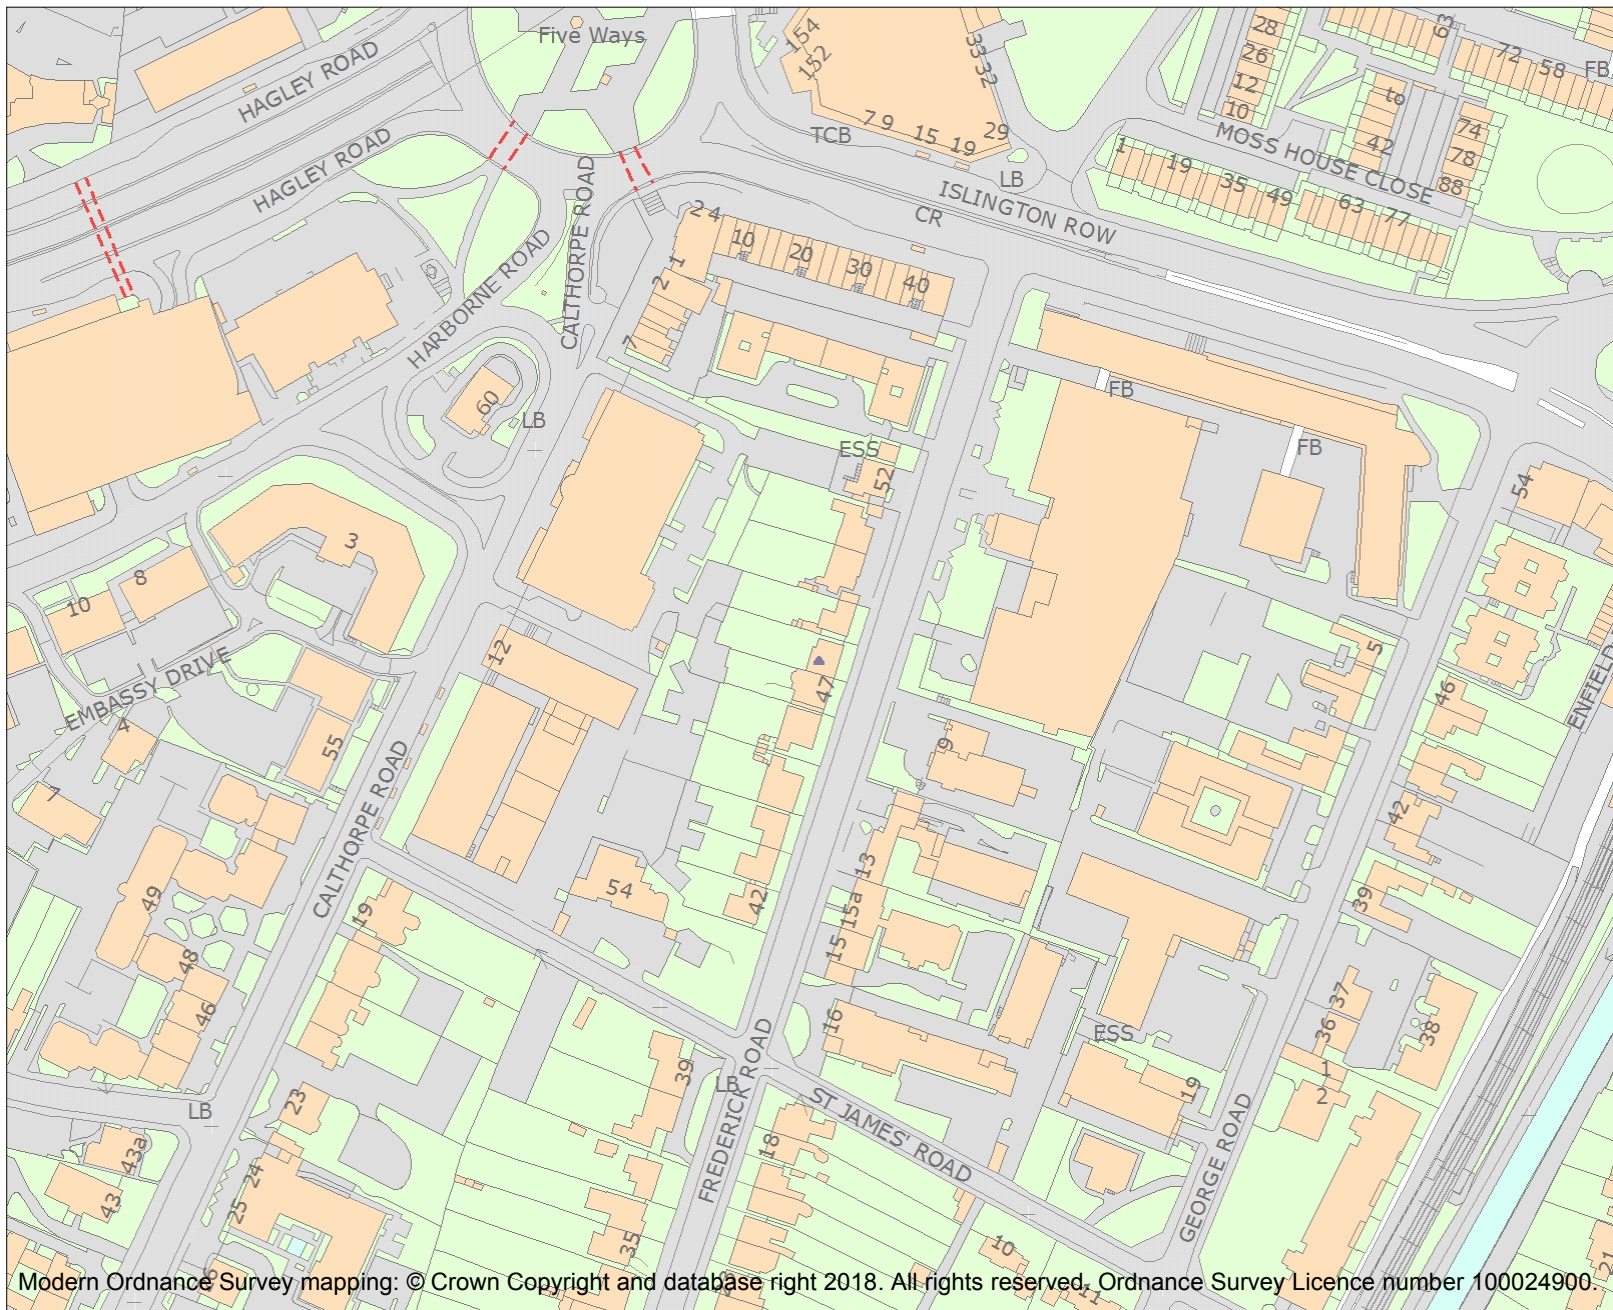 Five Ways
154
152
33
32
28
26
12
10
63
72
58
FB
HAGLEY ROAD
HAGLEY ROAD
TCB
7 9
15
19
29
LB
1
19
35
49
63
77
to
42
74
78
88
MOSS HOUSE CLOSE
ISLINGTON ROW
CR
CALTHORPE ROAD
HARBORNE ROAD
2 4
10
20
30
40
1
2
7
60
LB
ESS
52
FB
FB
54
3
8
10
EMBASSY DRIVE
4
7
55
12
CALTHORPE ROAD
47
9
5
46
ENFIELD
42
39
13
15a
15
16
54
42
49
48
46
19
37
36
38
1
2
ESS
19
39
LB
FREDERICK ROAD
ST JAMES' ROAD
GEORGE ROAD
LB
23
43a
43
24
25
18
35
10
11
21
Modern Ordnance Survey mapping: © Crown Copyright and database right 2018. All rights reserved. Ordnance Survey Licence number 100024900.